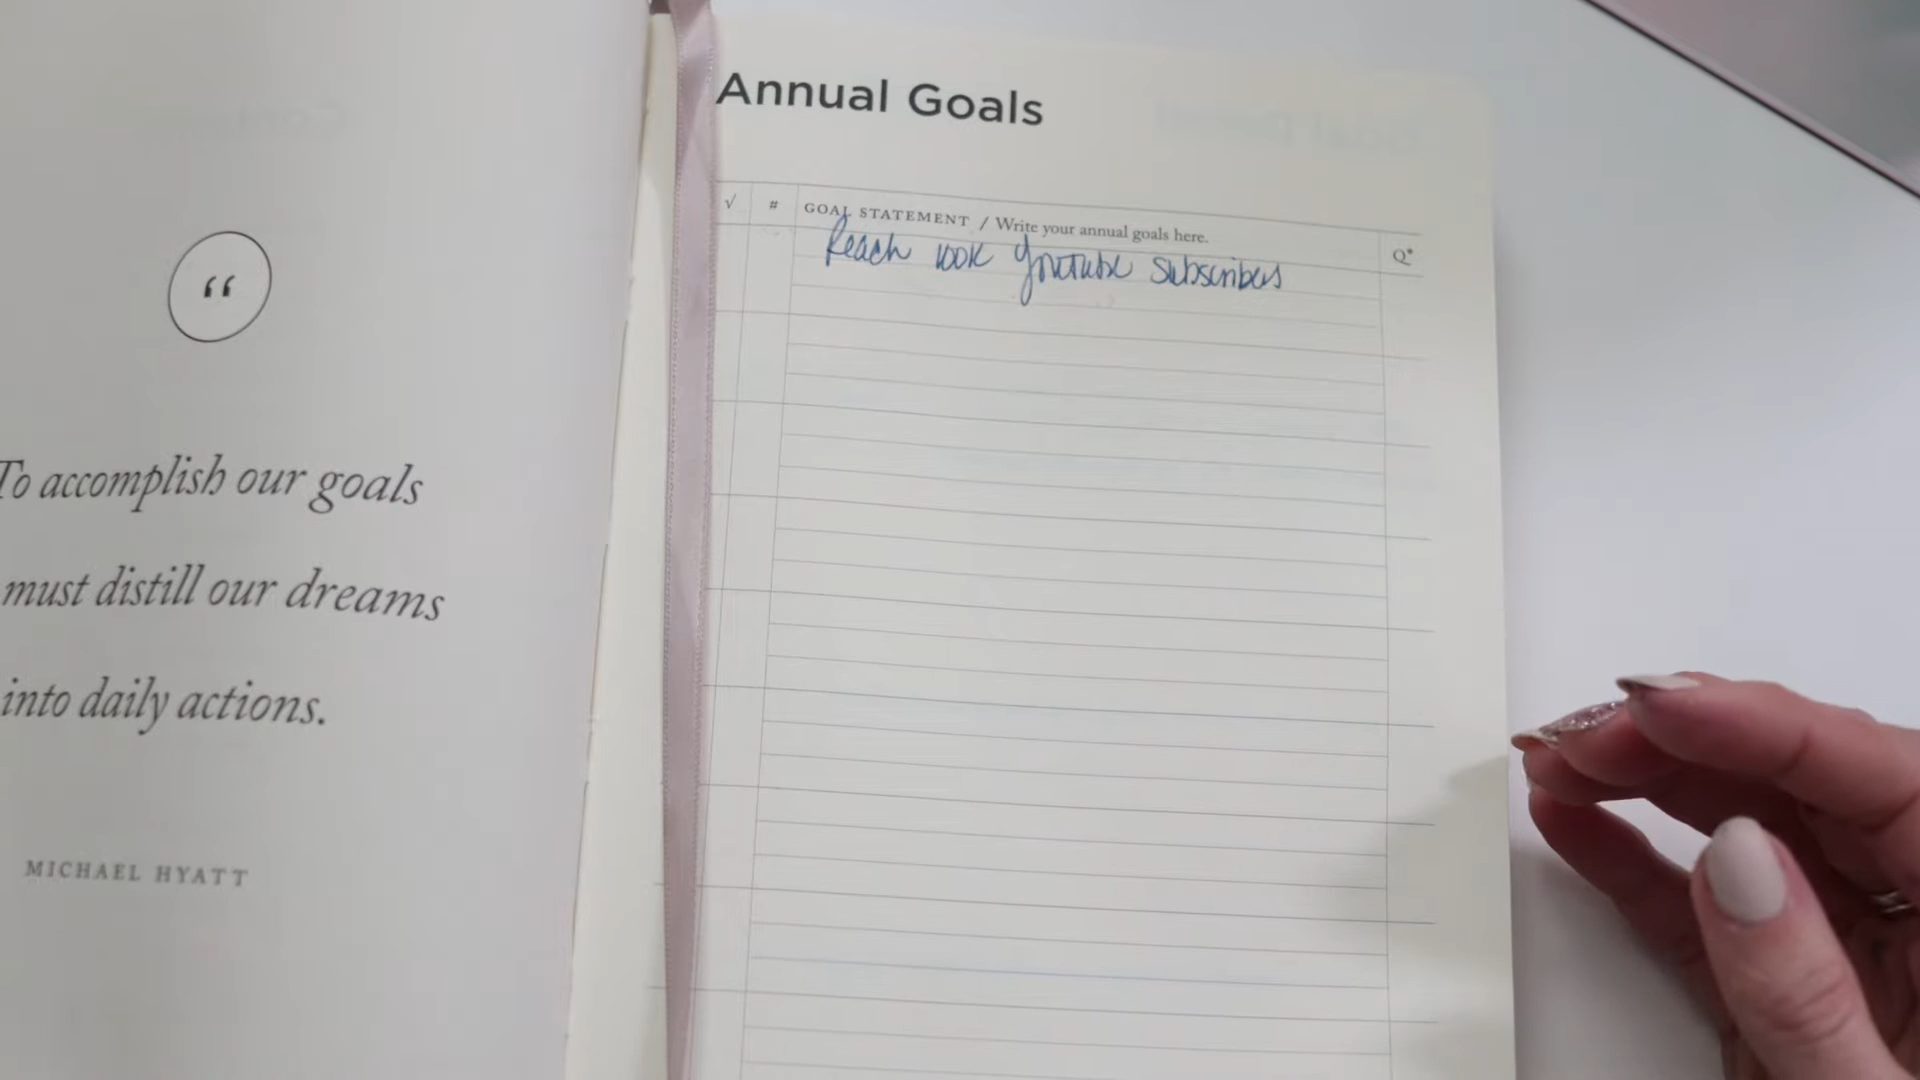 “
To accomplish our goals
must distill our dreams
into daily actions.
MICHAEL HYATT
Annual Goals
√ # GOAL STATEMENT / Write your annual goals here. Q*
Reach 100k Youtube Subscribers